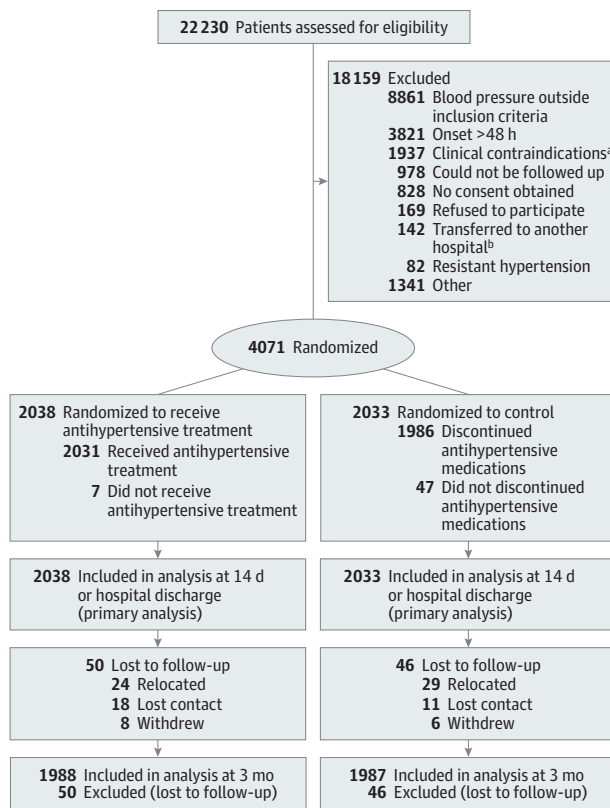 22 230 Patients assessed for eligibility
18 159 Excluded
8861 Blood pressure outside
inclusion criteria
3821 Onset >48 h
1937 Clinical contraindications
978 Could not be followed up
828 No consent obtained
169 Refused to participate
142 Transferred to another
hospitalb
82 Resistant hypertension
1341 Other
4071 Randomized
2038 Randomized to receive
antihypertensive treatment
2031 Received antihypertensive
treatment
7 Did not receive
antihypertensive treatment
2033 Randomized to control
1986 Discontinued
antihypertensive
medications
47 Did not discontinued
antihypertensive
medications
2038 Included in analysis at 14 d
or hospital discharge
(primary analysis)
2033 Included in analysis at 14 d
or hospital discharge
(primary analysis)
50 Lost to follow-up
24 Relocated
18 Lost contact
8 Withdrew
46 Lost to follow-up
29 Relocated
11 Lost contact
6 Withdrew
1988 Included in analysis at 3 mo
50 Excluded (lost to follow-up)
1987 Included in analysis at 3 mo
46 Excluded (lost to follow-up)